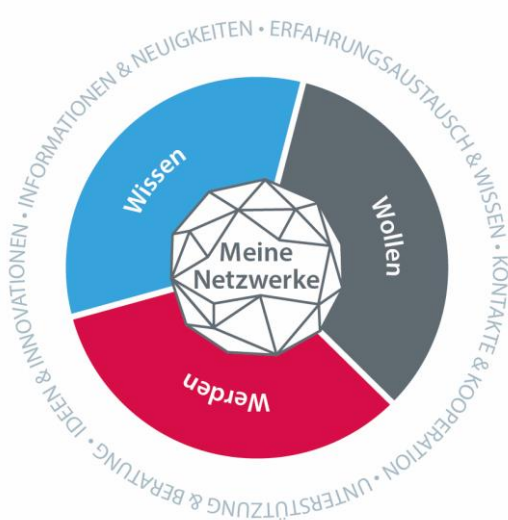 INFORMATIONEN & NEUIGKEITEN • ERFAHRUNGSAUSTAUSCH & WISSEN • KONTAKTE & KOOPERATION • UNTERSTÜTZUNG & BERATUNG • IDEEN & INNOVATIONEN •
Wissen
Wollen
Werden
Meine
Netzwerke